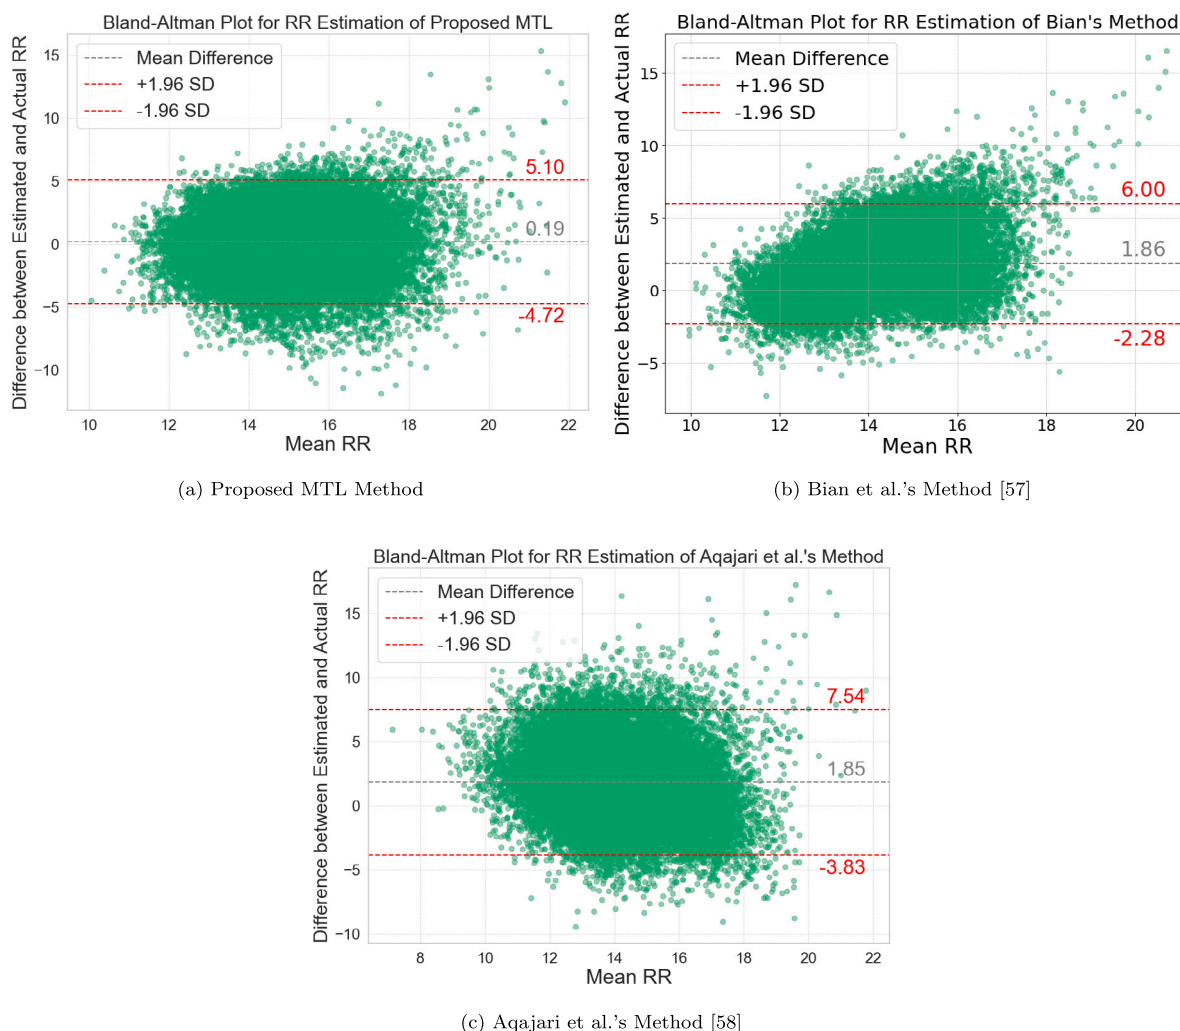 Bland-Altman Plot for RR Estimation of Proposed MTL
Difference between Estimated and Actual RR
15
10
5
0
−5
−10
Mean Difference
+1.96 SD
-1.96 SD
5.10
0.19
-4.72
10 12 14 16 18 20 22
Mean RR
(a) Proposed MTL Method
Bland-Altman Plot for RR Estimation of Bian's Method
Difference between Estimated and Actual RR
15
10
5
0
−5
Mean Difference
+1.96 SD
-1.96 SD
6.00
1.86
-2.28
10 12 14 16 18 20
Mean RR
(b) Bian et al.'s Method [57]
Bland-Altman Plot for RR Estimation of Aqajari et al.'s Method
Difference between Estimated and Actual RR
15
10
5
0
−5
−10
Mean Difference
+1.96 SD
-1.96 SD
7.54
1.85
-3.83
8 10 12 14 16 18 20 22
Mean RR
(c) Aqajari et al.'s Method [58]